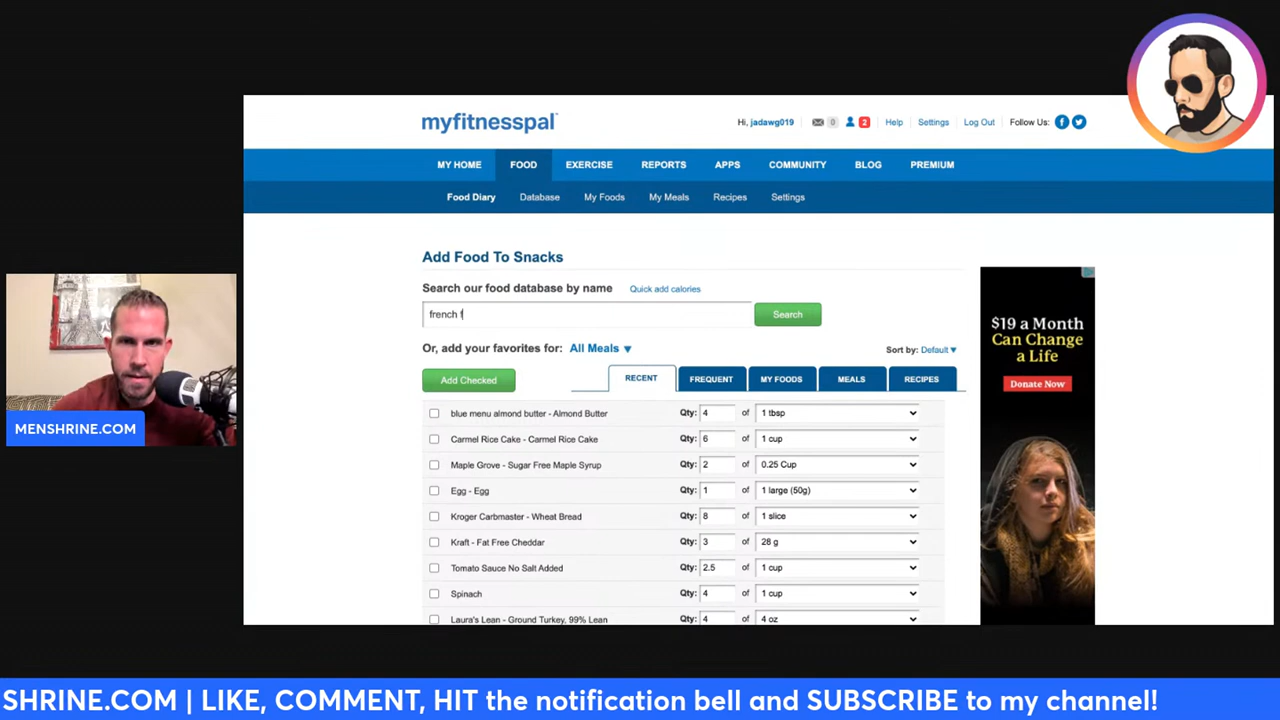 myfitnesspal
Hi, jadawg019 0 2 Help Settings Log Out Follow Us:
MY HOME FOOD EXERCISE REPORTS APPS COMMUNITY BLOG PREMIUM
Food Diary Database My Foods My Meals Recipes Settings
Add Food To Snacks
Search our food database by name Quick add calories
french f Search
Or, add your favorites for: All Meals Sort by: Default
Add Checked RECENT FREQUENT MY FOODS MEALS RECIPES
blue menu almond butter - Almond Butter Qty: 4 of 1 tbsp
Carmel Rice Cake - Carmel Rice Cake Qty: 6 of 1 cup
Maple Grove - Sugar Free Maple Syrup Qty: 2 of 0.25 Cup
Egg - Egg Qty: 1 of 1 large (50g)
Kroger Carbmaster - Wheat Bread Qty: 8 of 1 slice
Kraft - Fat Free Cheddar Qty: 3 of 28 g
Tomato Sauce No Salt Added Qty: 2.5 of 1 cup
Spinach Qty: 4 of 1 cup
Laura's Lean - Ground Turkey, 99% Lean Qty: 4 of 4 oz
$19 a Month
Can Change
a Life
Donate Now
MENSHRINE.COM
SHRINE.COM | LIKE, COMMENT, HIT the notification bell and SUBSCRIBE to my channel!